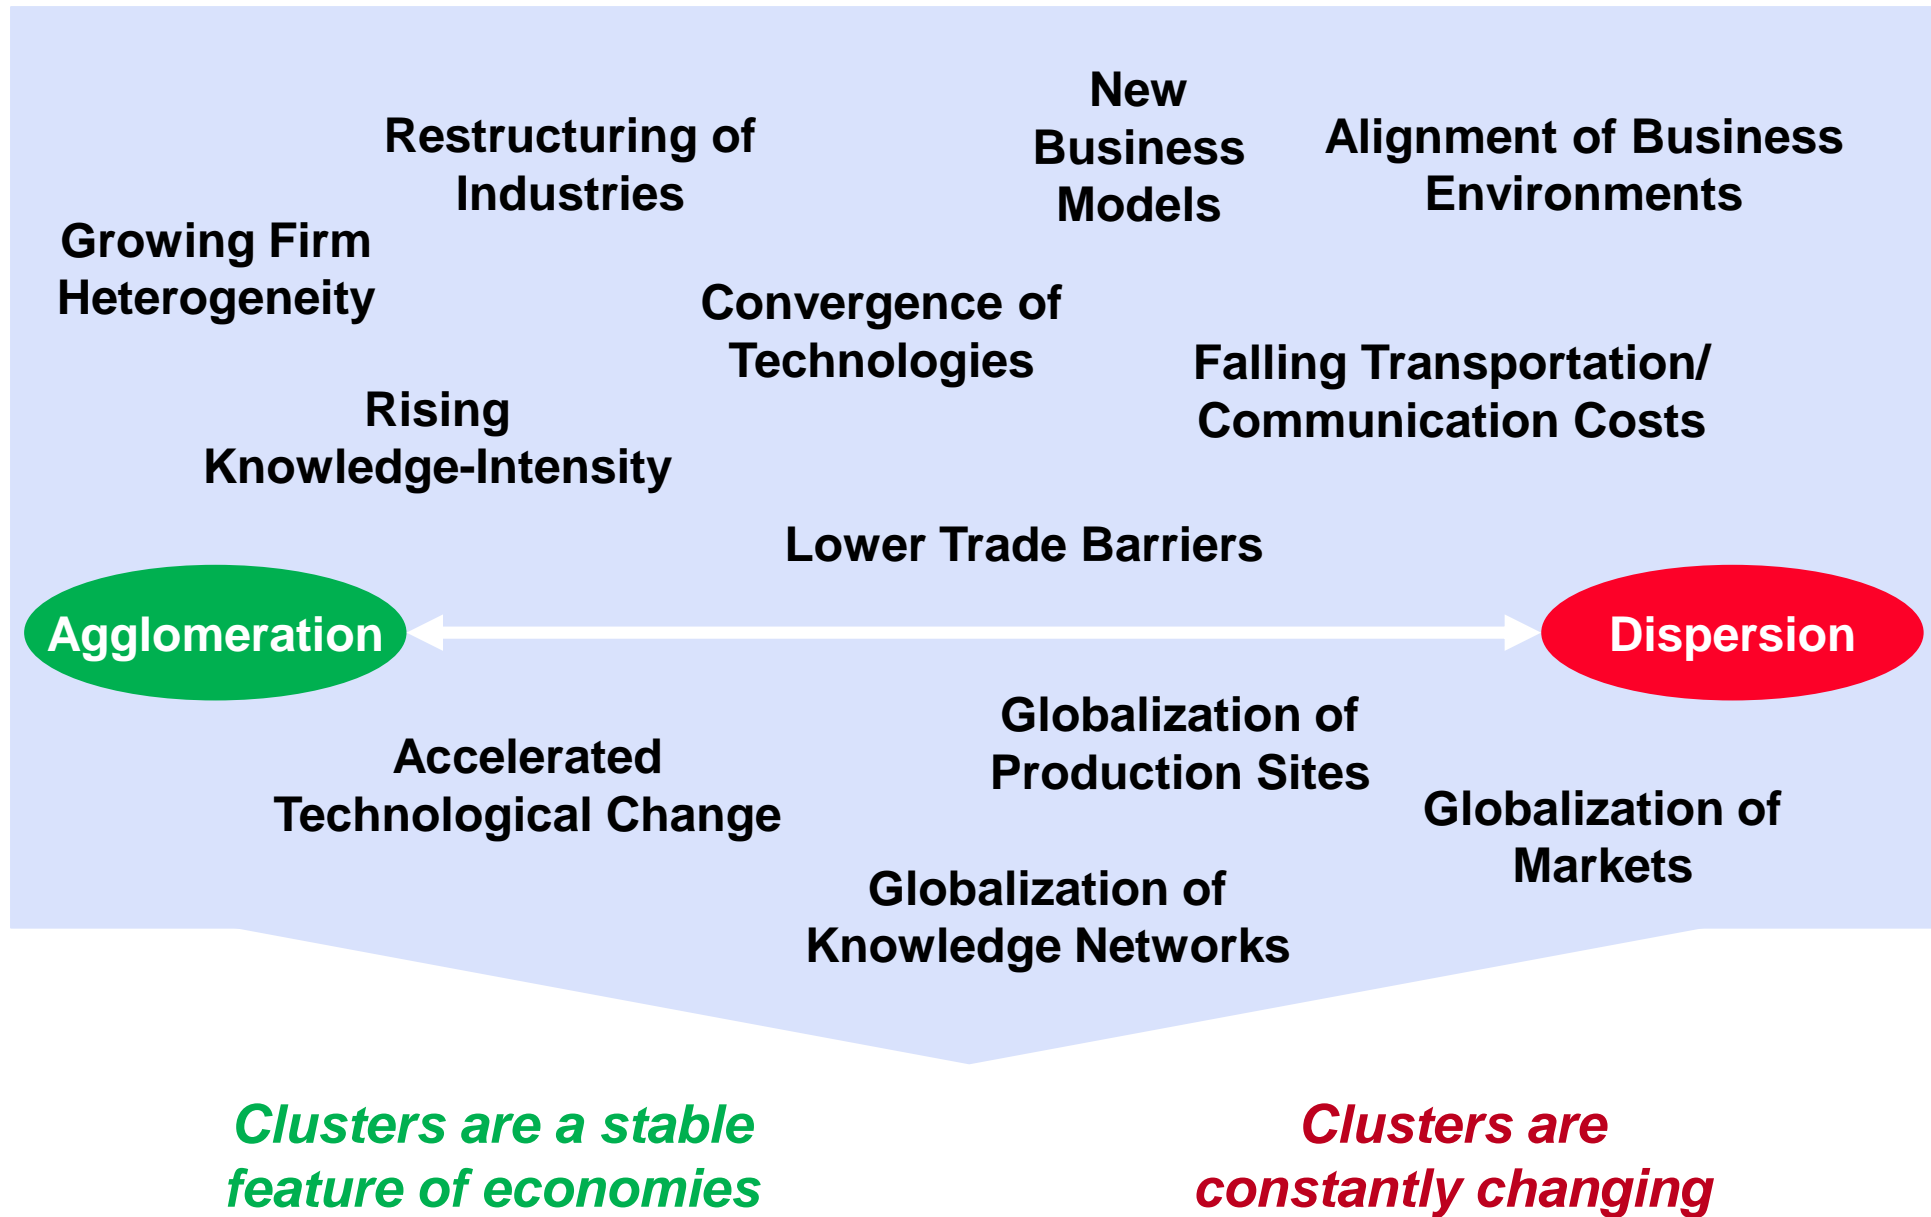 New
Business
Models
Restructuring of
Industries
Alignment of Business
Environments
Growing Firm
Heterogeneity
Convergence of
Technologies
Falling Transportation/
Communication Costs
Rising
Knowledge-Intensity
Lower Trade Barriers
Agglomeration
Dispersion
Globalization of
Production Sites
Accelerated
Technological Change
Globalization of
Markets
Globalization of
Knowledge Networks
Clusters are a stable
feature of economies
Clusters are
constantly changing